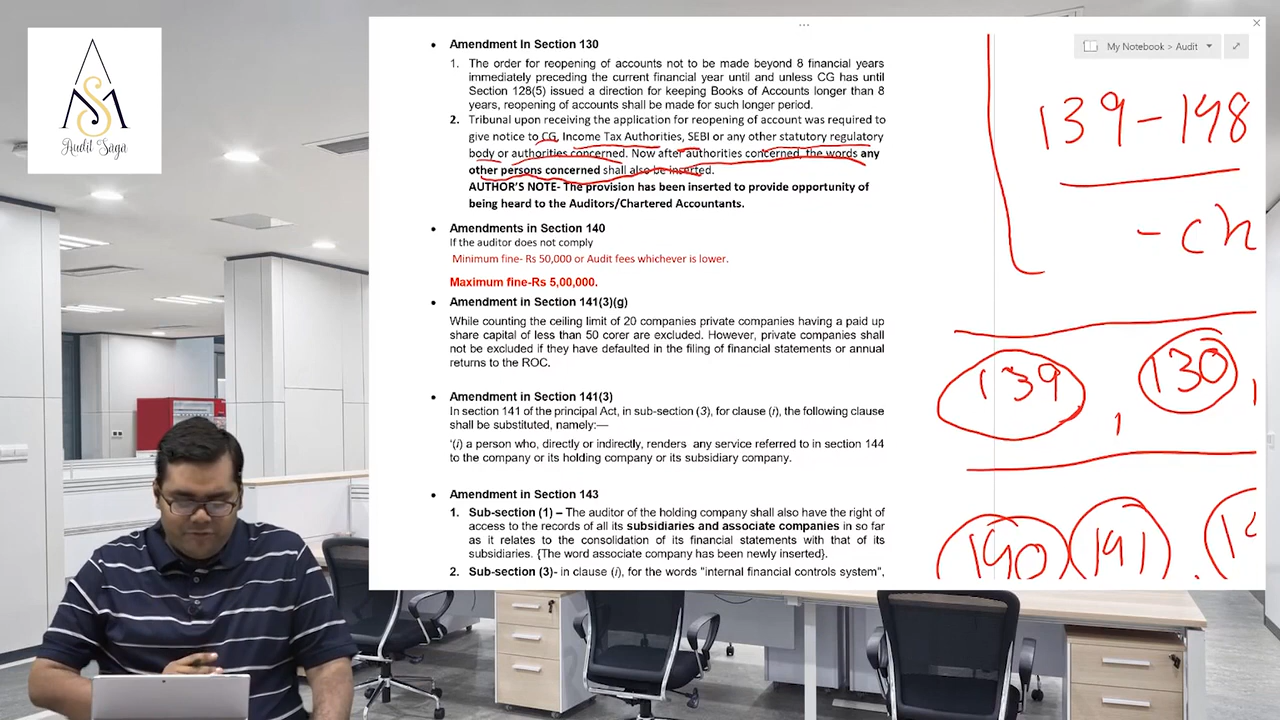 MS
Audit Saga
...
My Notebook > Audit
• Amendment In Section 130
1. The order for reopening of accounts not to be made beyond 8 financial years
immediately preceding the current financial year until and unless CG has until
Section 128(5) issued a direction for keeping Books of Accounts longer than 8
years, reopening of accounts shall be made for such longer period.
2. Tribunal upon receiving the application for reopening of account was required to
give notice to CG, Income Tax Authorities, SEBI or any other statutory regulatory
body or authorities concerned. Now after authorities concerned, the words any
other persons concerned shall also be inserted.
AUTHOR'S NOTE- The provision has been inserted to provide opportunity of
being heard to the Auditors/Chartered Accountants.
• Amendments in Section 140
If the auditor does not comply
Minimum fine- Rs 50,000 or Audit fees whichever is lower.
Maximum fine-Rs 5,00,000.
• Amendment in Section 141(3)(g)
While counting the ceiling limit of 20 companies private companies having a paid up
share capital of less than 50 corer are excluded. However, private companies shall
not be excluded if they have defaulted in the filing of financial statements or annual
returns to the ROC.
• Amendment in Section 141(3)
In section 141 of the principal Act, in sub-section (3), for clause (i), the following clause
shall be substituted, namely:—
'(i) a person who, directly or indirectly, renders any service referred to in section 144
to the company or its holding company or its subsidiary company.
• Amendment in Section 143
1. Sub-section (1) – The auditor of the holding company shall also have the right of
access to the records of all its subsidiaries and associate companies in so far
as it relates to the consolidation of its financial statements with that of its
subsidiaries. {The word associate company has been newly inserted}.
2. Sub-section (3)- in clause (i), for the words "internal financial controls system",
139-148
- ch
139, 130,
140 141, 14